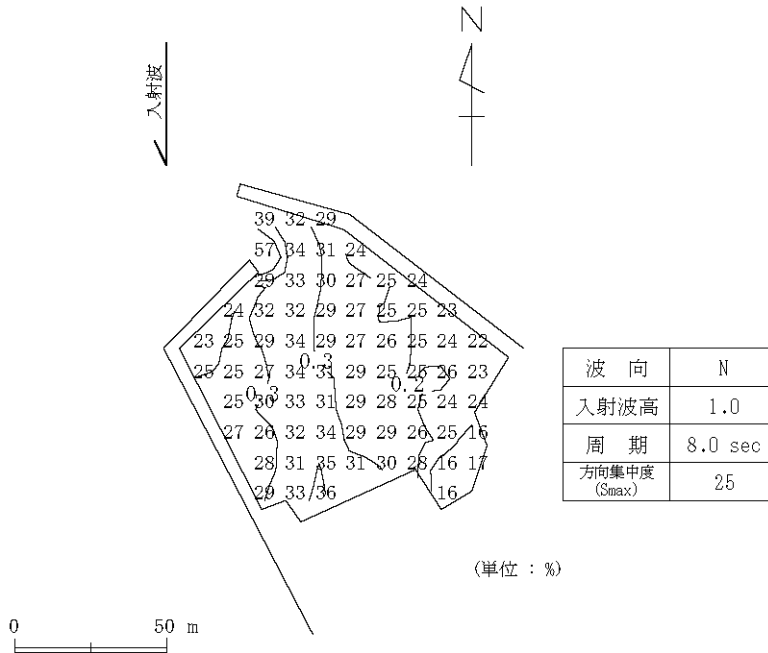 N
入射波
39 32 29
57 34 31 24
29 33 30 27 25 24
24 32 32 29 27 25 25 23
23 25 29 34 29 27 26 25 24 22
0.3
25 25 27 34 33 29 25 25 26 23
0.3 0.2
25 30 33 31 29 28 25 24 24
27 26 32 34 29 29 26 25 16
28 31 35 31 30 28 16 17
29 33 36 16
波 向 N
入射波高 1.0
周 期 8.0 sec
方向集中度 (Smax) 25
(単位 : %)
0 50 m